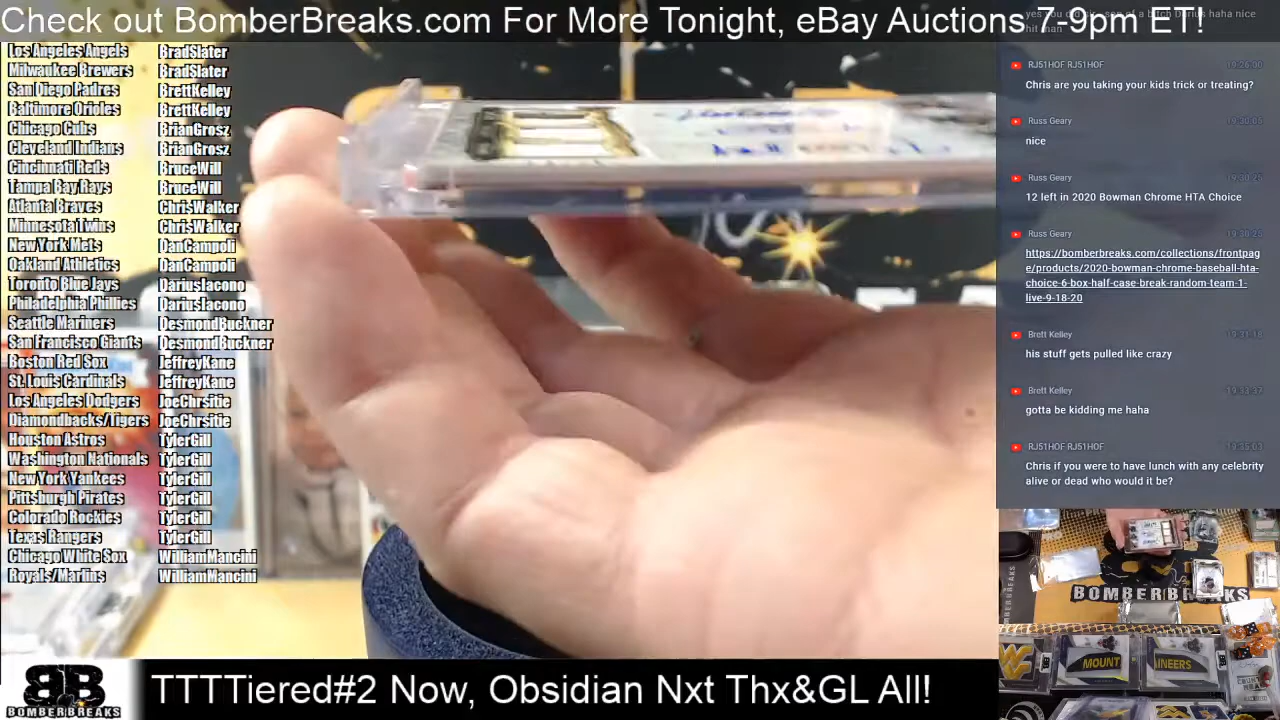 Check out BomberBreaks.com For More Tonight, eBay Auctions 7-9pm ET!
Los Angeles Angels BradSlater
Milwaukee Brewers BradSlater
San Diego Padres BrettKelley
Baltimore Orioles BrettKelley
Chicago Cubs BrianGrosz
Cleveland Indians BrianGrosz
Cincinnati Reds BruceWill
Tampa Bay Rays BruceWill
Atlanta Braves ChrisWalker
Minnesota Twins ChrisWalker
New York Mets DanCampoli
Oakland Athletics DanCampoli
Toronto Blue Jays DariusIacono
Philadelphia Phillies DariusIacono
Seattle Mariners DesmondBuckner
San Francisco Giants DesmondBuckner
Boston Red Sox JeffreyKane
St. Louis Cardinals JeffreyKane
Los Angeles Dodgers JoeChrsitie
Diamondbacks/Tigers JoeChrsitie
Houston Astros TylerGill
Washington Nationals TylerGill
New York Yankees TylerGill
Pittsburgh Pirates TylerGill
Colorado Rockies TylerGill
Texas Rangers TylerGill
Chicago White Sox WilliamMancini
Royals/Marlins WilliamMancini
hit man
RJ51HOF RJ51HOF
Chris are you taking your kids trick or treating?
Russ Geary
nice
Russ Geary
12 left in 2020 Bowman Chrome HTA Choice
Russ Geary
https://bomberbreaks.com/collections/frontpag
e/products/2020-bowman-chrome-baseball-hta-
choice-6-box-half-case-break-random-team-1-
live-9-18-20
Brett Kelley
his stuff gets pulled like crazy
Brett Kelley
gotta be kidding me haha
RJ51HOF RJ51HOF
Chris if you were to have lunch with any celebrity
alive or dead who would it be?
BOMBERBREAKS
MOUNT AINEERS
BB
BOMBERBREAKS
TTTTiered#2 Now, Obsidian Nxt Thx&GL All!